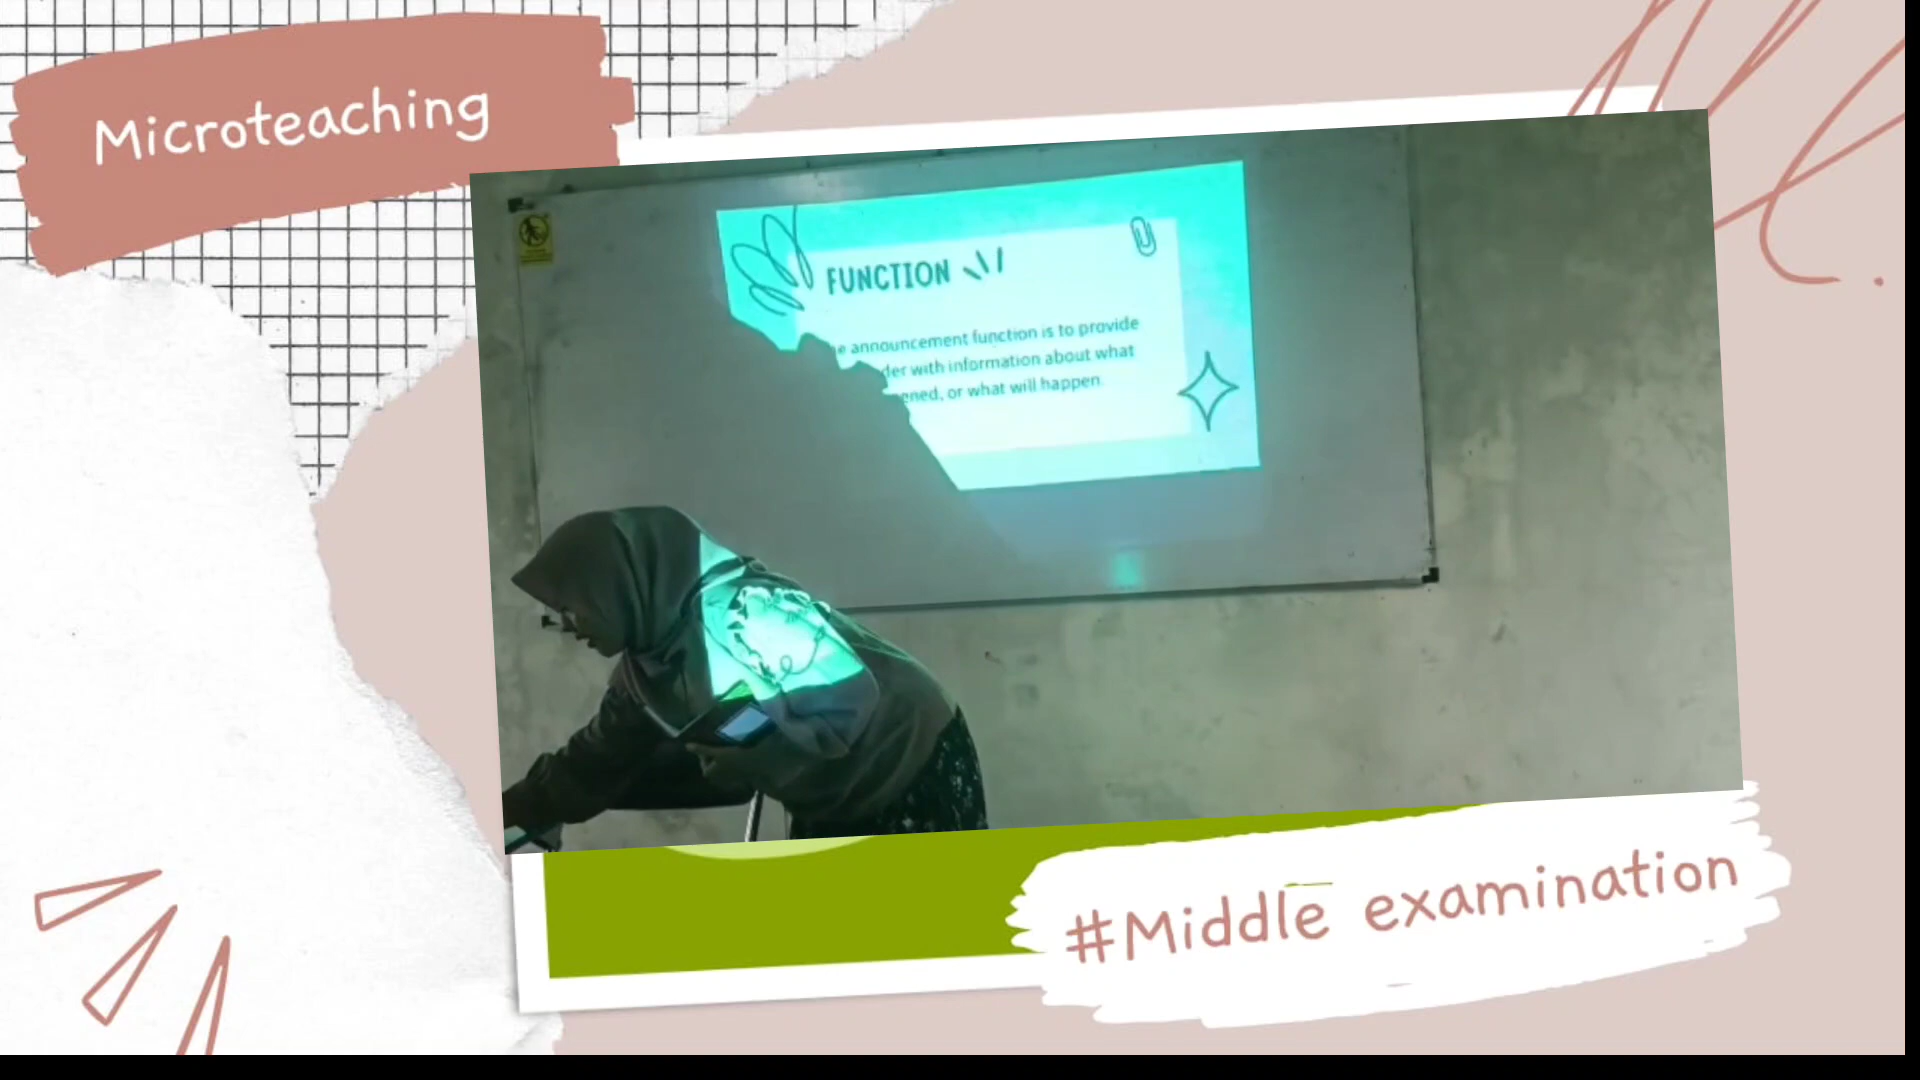 Microteaching
FUNCTION
announcement function is to provide
with information about what
or what will happen.
#Middle examination